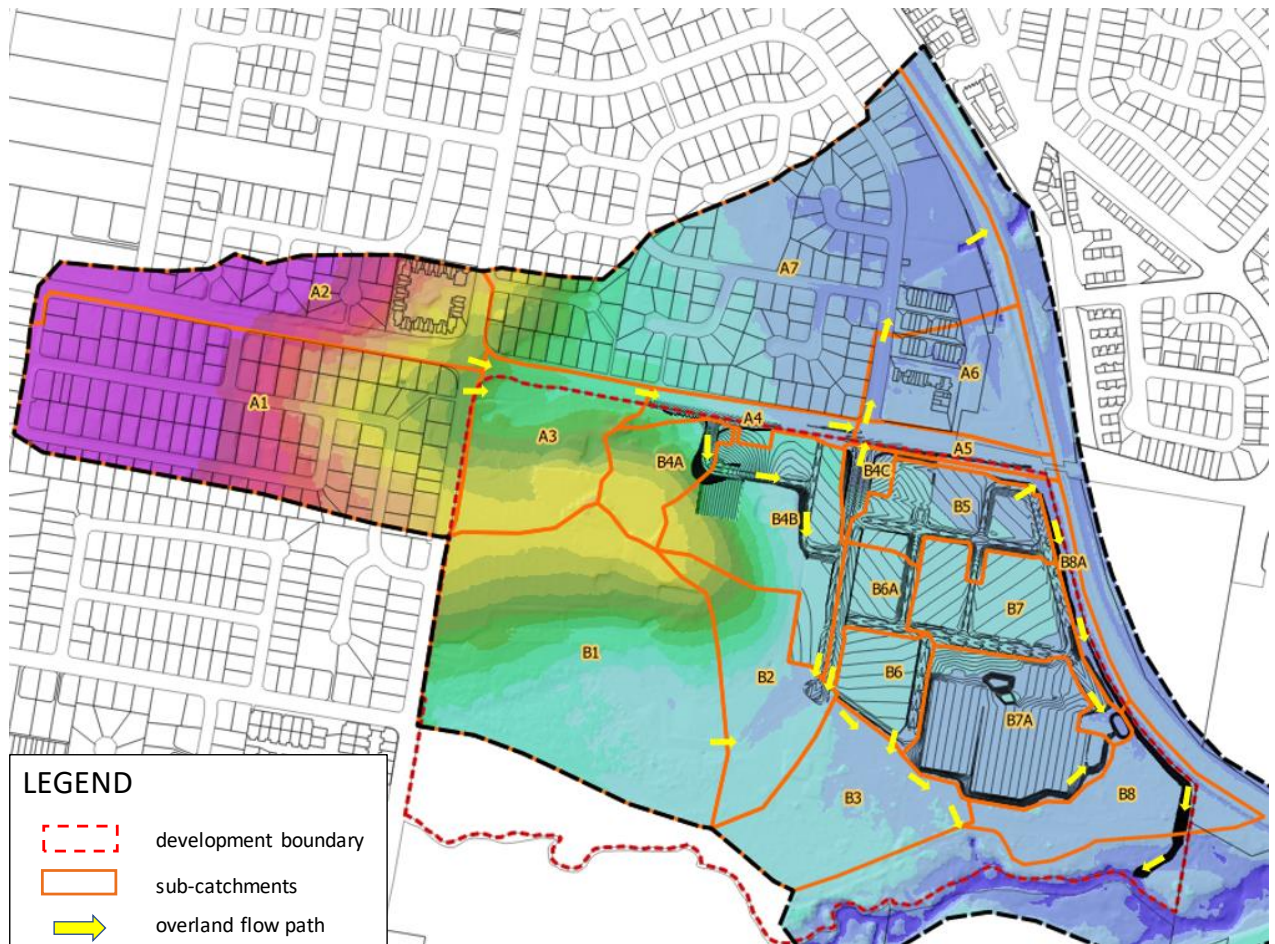 A7
A2
A6
A1
A3
A4
A5
B4A
B4C
B5
B4B
B8A
B6A
B7
B1
B2
B6
B7A
B3
B8
LEGEND
development boundary
sub-catchments
overland flow path